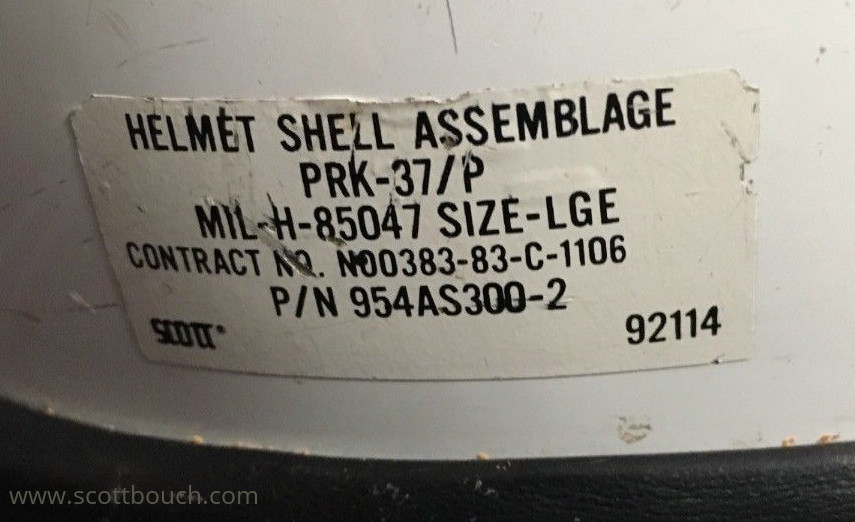 HELMET SHELL ASSEMBLAGE
PRK-37/P
MIL-H-85047 SIZE-LGE
CONTRACT NO. N00383-83-C-1106
P/N 954AS300-2
SCOTT 92114
www.scottbouch.com